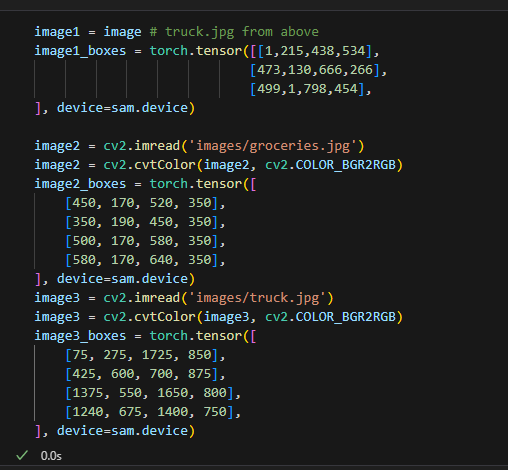 image1 = image # truck.jpg from above
image1_boxes = torch.tensor([[1,215,438,534],
[473,130,666,266],
[499,1,798,454],
], device=sam.device)
image2 = cv2.imread('images/groceries.jpg')
image2 = cv2.cvtColor(image2, cv2.COLOR_BGR2RGB)
image2_boxes = torch.tensor([
[450, 170, 520, 350],
[350, 190, 450, 350],
[500, 170, 580, 350],
[580, 170, 640, 350],
], device=sam.device)
image3 = cv2.imread('images/truck.jpg')
image3 = cv2.cvtColor(image3, cv2.COLOR_BGR2RGB)
image3_boxes = torch.tensor([
[75, 275, 1725, 850],
[425, 600, 700, 875],
[1375, 550, 1650, 800],
[1240, 675, 1400, 750],
], device=sam.device)
0.0s